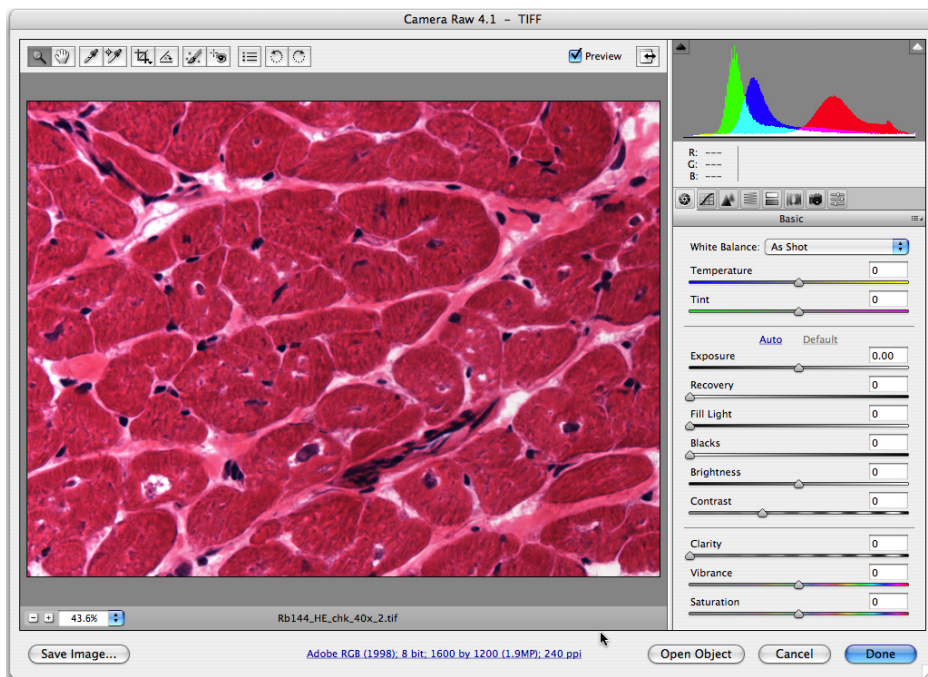 Camera Raw 4.1 – TIFF
Preview
R: ---
G: ---
B: ---
Basic
White Balance: As Shot
Temperature 0
Tint 0
Auto Default
Exposure 0.00
Recovery 0
Fill Light 0
Blacks 0
Brightness 0
Contrast 0
Clarity 0
Vibrance 0
Saturation 0
43.6% Rb144_HE_chk_40x_2.tif
Save Image... Adobe RGB (1998); 8 bit; 1600 by 1200 (1.9MP); 240 ppi Open Object Cancel Done